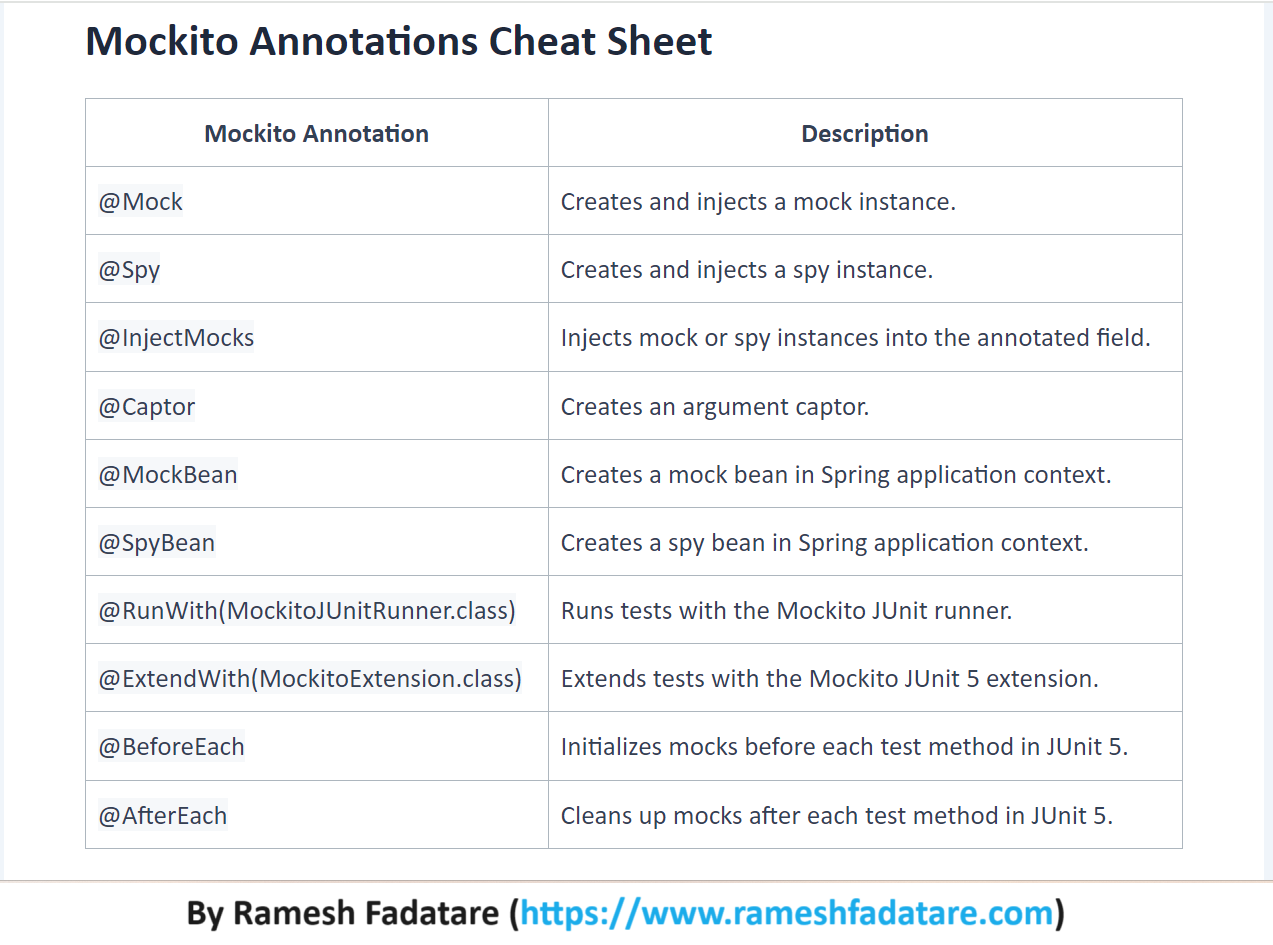 Mockito Annotations Cheat Sheet
Mockito Annotation Description
@Mock Creates and injects a mock instance.
@Spy Creates and injects a spy instance.
@InjectMocks Injects mock or spy instances into the annotated field.
@Captor Creates an argument captor.
@MockBean Creates a mock bean in Spring application context.
@SpyBean Creates a spy bean in Spring application context.
@RunWith(MockitoJUnitRunner.class) Runs tests with the Mockito JUnit runner.
@ExtendWith(MockitoExtension.class) Extends tests with the Mockito JUnit 5 extension.
@BeforeEach Initializes mocks before each test method in JUnit 5.
@AfterEach Cleans up mocks after each test method in JUnit 5.
By Ramesh Fadatare (https://www.rameshfadatare.com)